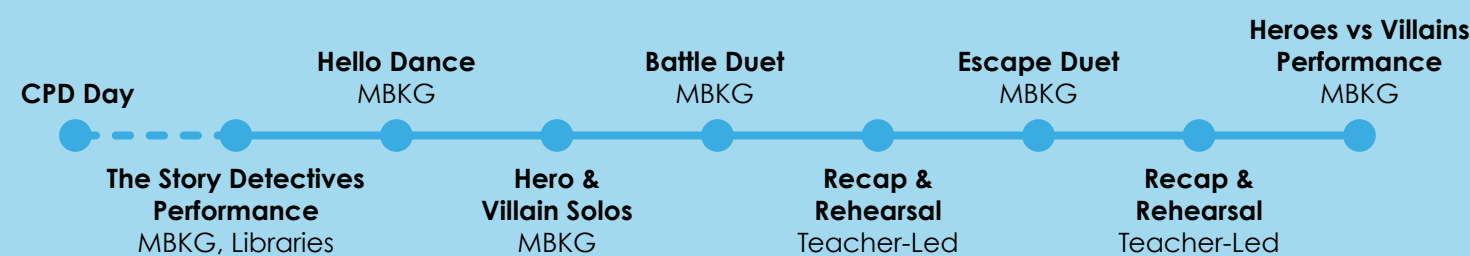 CPD Day
The Story Detectives
Performance
MBKG, Libraries
Hello Dance
MBKG
Hero &
Villain Solos
MBKG
Battle Duet
MBKG
Recap &
Rehearsal
Teacher-Led
Escape Duet
MBKG
Recap &
Rehearsal
Teacher-Led
Heroes vs Villains
Performance
MBKG